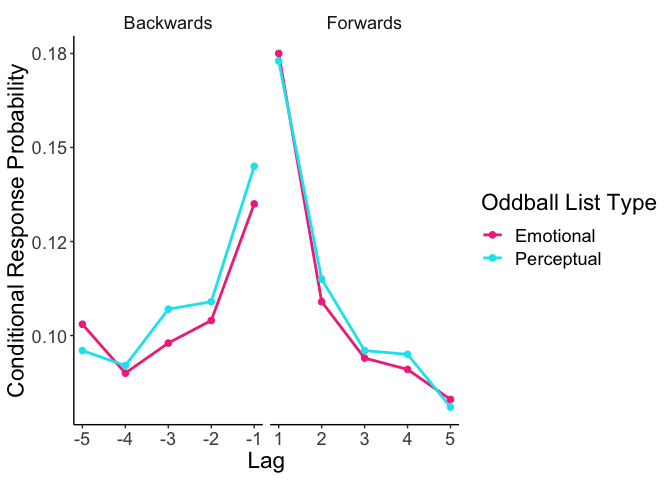 Backwards
Forwards
Conditional Response Probability
0.18
0.15
0.12
0.10
-5
-4
-3
-2
-1
1
2
3
4
5
Lag
Oddball List Type
Emotional
Perceptual